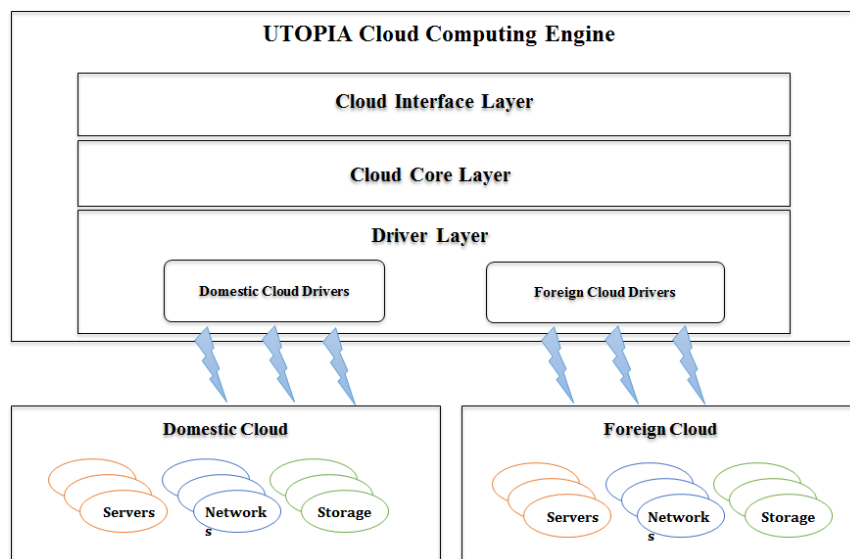 UTOPIA Cloud Computing Engine
Cloud Interface Layer
Cloud Core Layer
Driver Layer
Domestic Cloud Drivers
Foreign Cloud Drivers
Domestic Cloud
Servers
Network
s
Storage
Foreign Cloud
Servers
Network
s
Storage